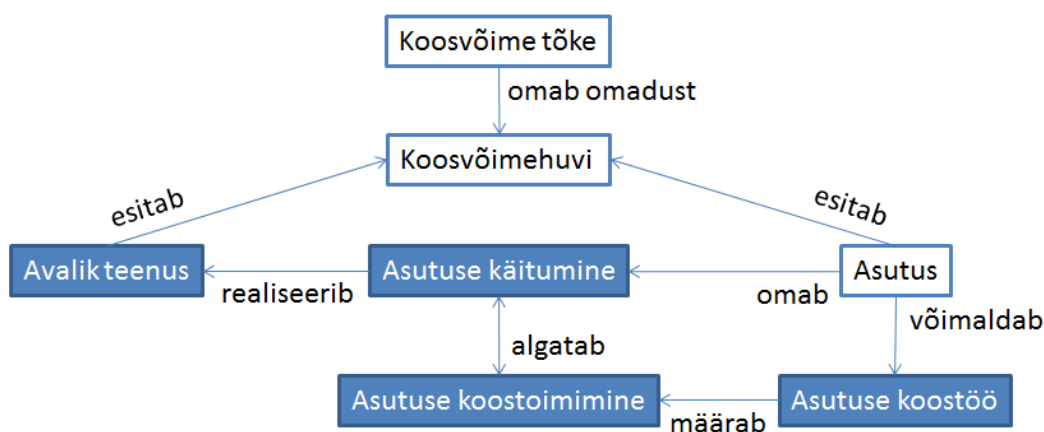 Koosvõime tõke
omab omadust
Koosvõimehuvi
esitab
esitab
Avalik teenus
Asutuse käitumine
Asutus
realiseerib
omab
võimaldab
algatab
Asutuse koostoimimine
Asutuse koostöö
määrab